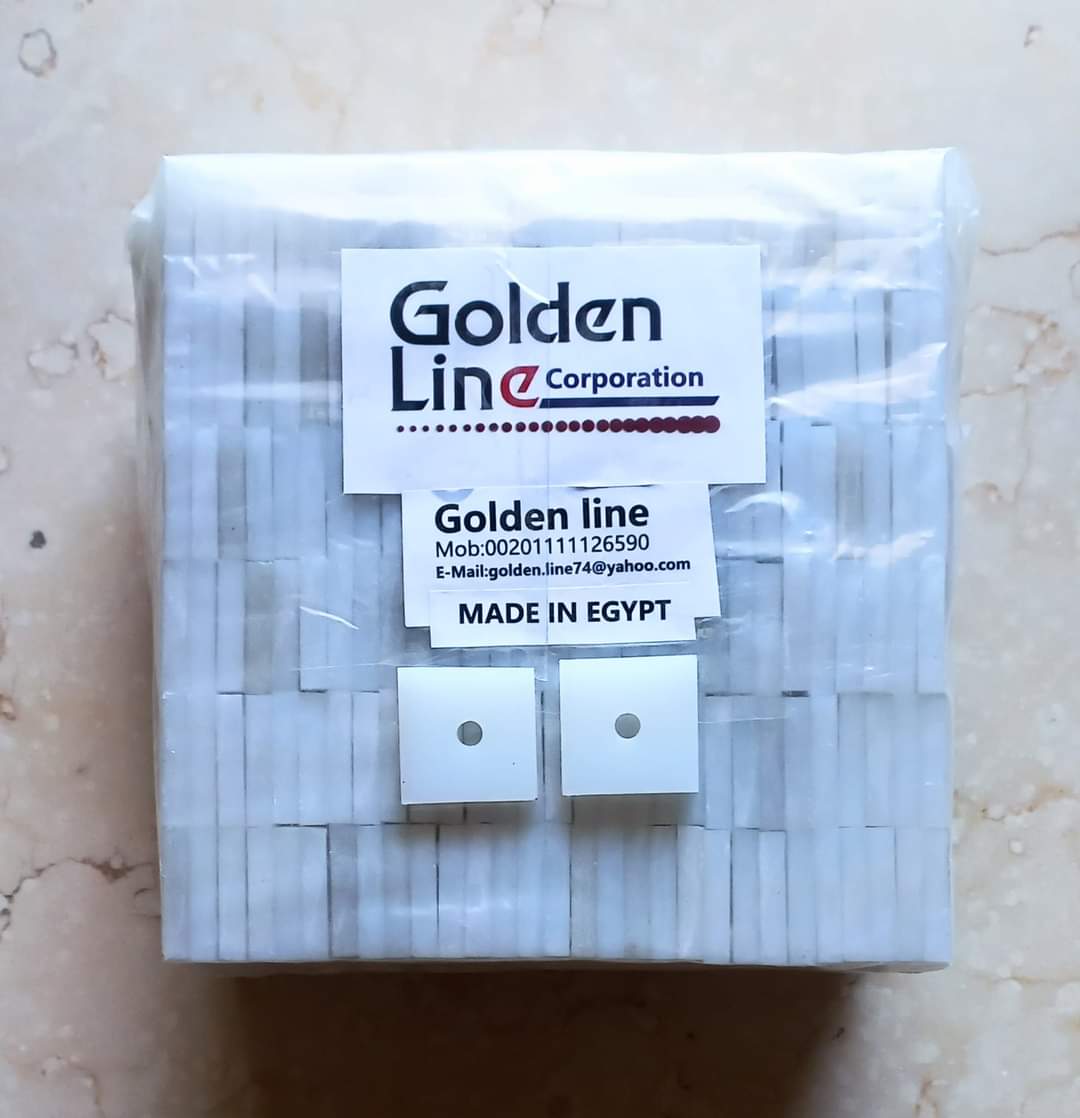 Golden
Line Corporation
Golden line
Mob:00201111126590
E-Mail:golden.line74@yahoo.com
MADE IN EGYPT